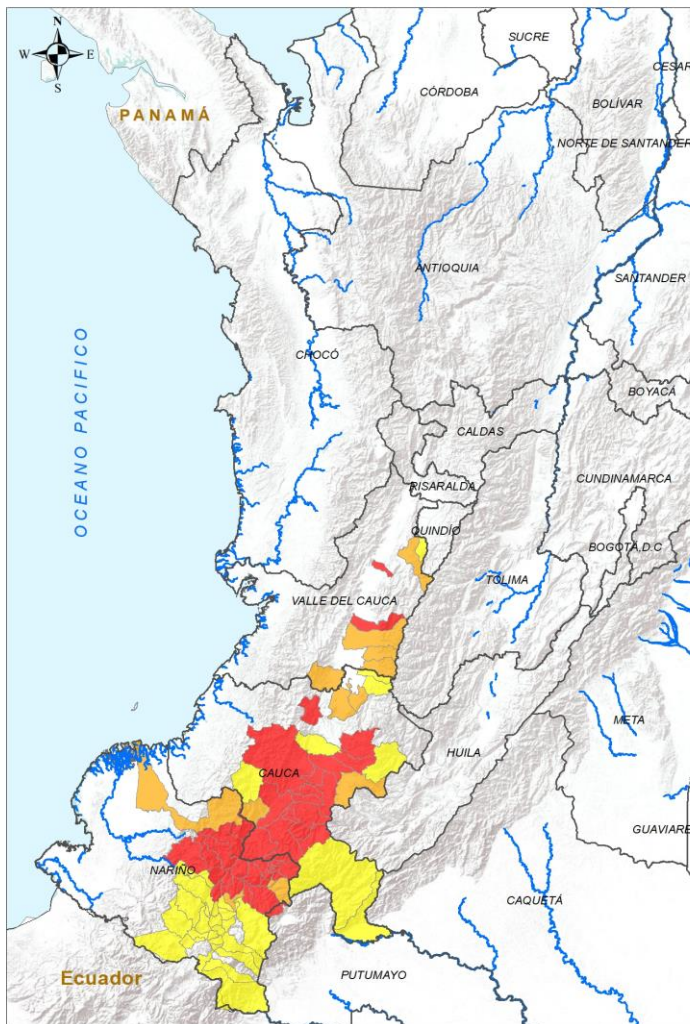 N
W E
S
PANAMÁ
SUCRE
CESAR
CÓRDOBA
BOLÍVAR
NORTE DE SANTANDER
ANTIOQUIA
SANTANDER
OCEANO PACIFICO
CHOCÓ
BOYACÁ
CALDAS
CUNDINAMARCA
RISARALDA
QUINDÍO
BOGOTÁ,D.C
TOLIMA
VALLE DEL CAUCA
META
HUILA
CAUCA
GUAVIARE
NARIÑO
CAQUETÁ
Ecuador
PUTUMAYO